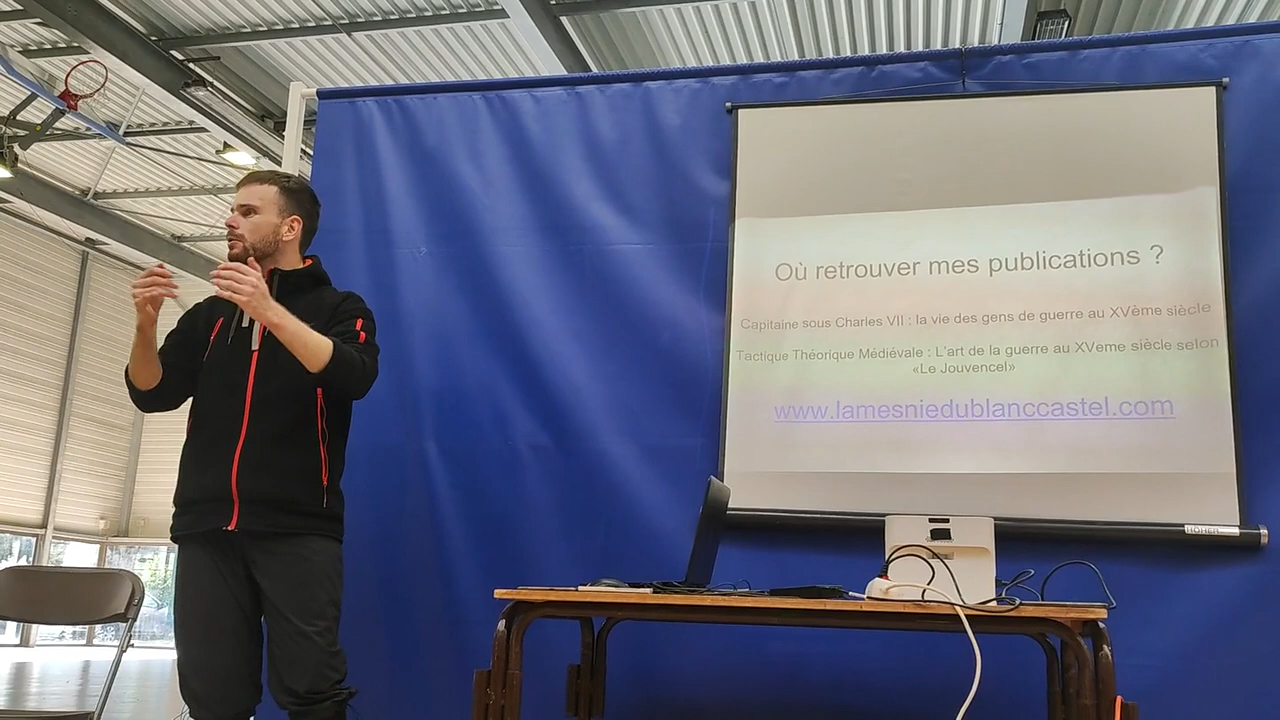 Où retrouver mes publications ?
Capitaine sous Charles VII : la vie des gens de guerre au XVème siècle
Tactique Théorique Médiévale : L'art de la guerre au XVeme siècle selon
«Le Jouvencel»
www.lamesniedublanccastel.com
HÖHER